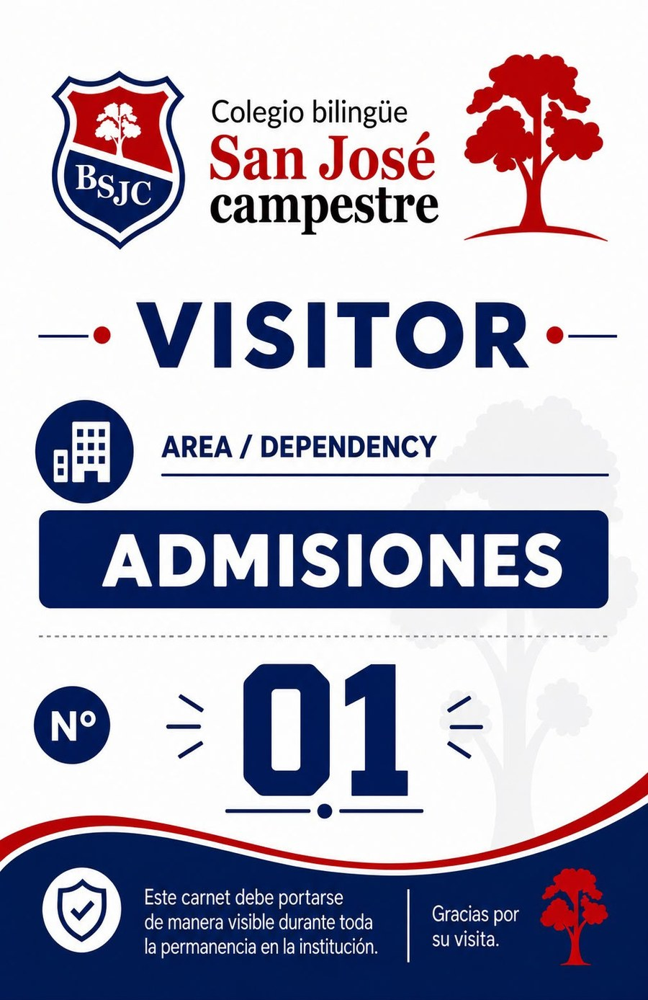 BSJC
Colegio bilingüe
San José
campestre
VISITOR
AREA / DEPENDENCY
ADMISIONES
Nº
01
Este carnet debe portarse
de manera visible durante toda
la permanencia en la institución.
Gracias por
su visita.